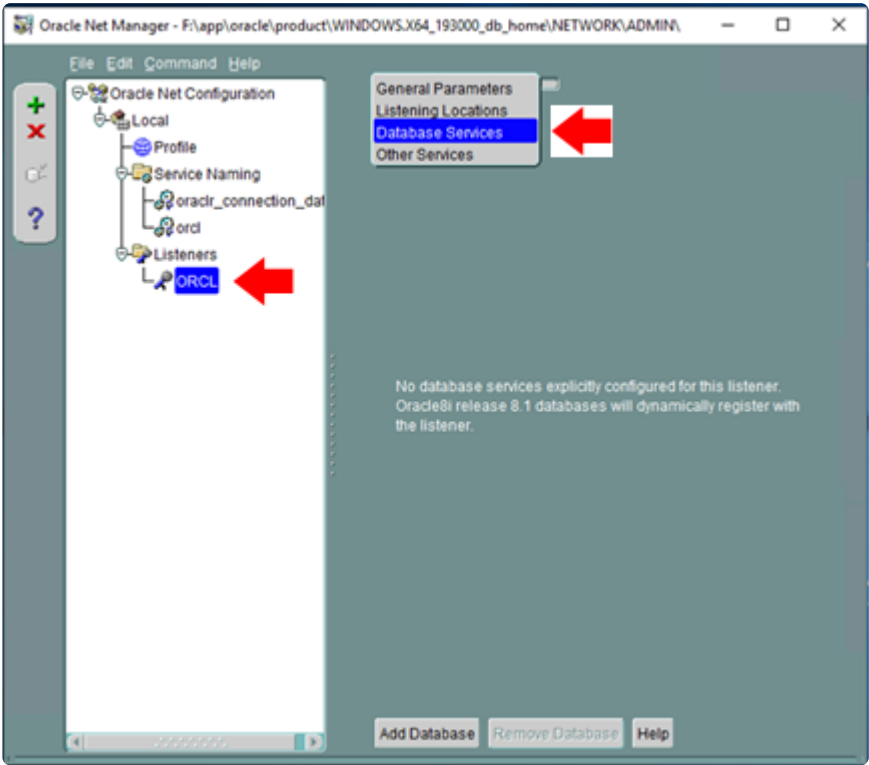 Oracle Net Manager - F:\app\oracle\product\WINDOWS.X64_193000_db_home\NETWORK\ADMIN\
File Edit Command Help
Oracle Net Configuration
Local
Profile
Service Naming
oraclr_connection_dat
orcl
Listeners
ORCL
General Parameters
Listening Locations
Database Services
Other Services
No database services explicitly configured for this listener.
Oracle8i release 8.1 databases will dynamically register with
the listener.
Add Database Remove Database Help